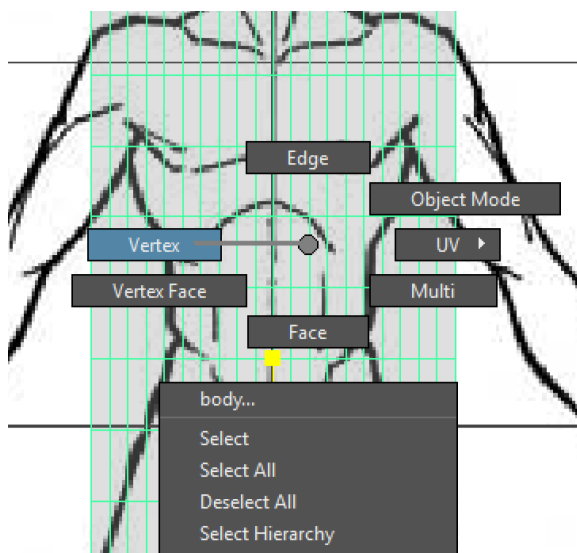 Edge
Object Mode
Vertex
UV
Vertex Face
Multi
Face
body...
Select
Select All
Deselect All
Select Hierarchy